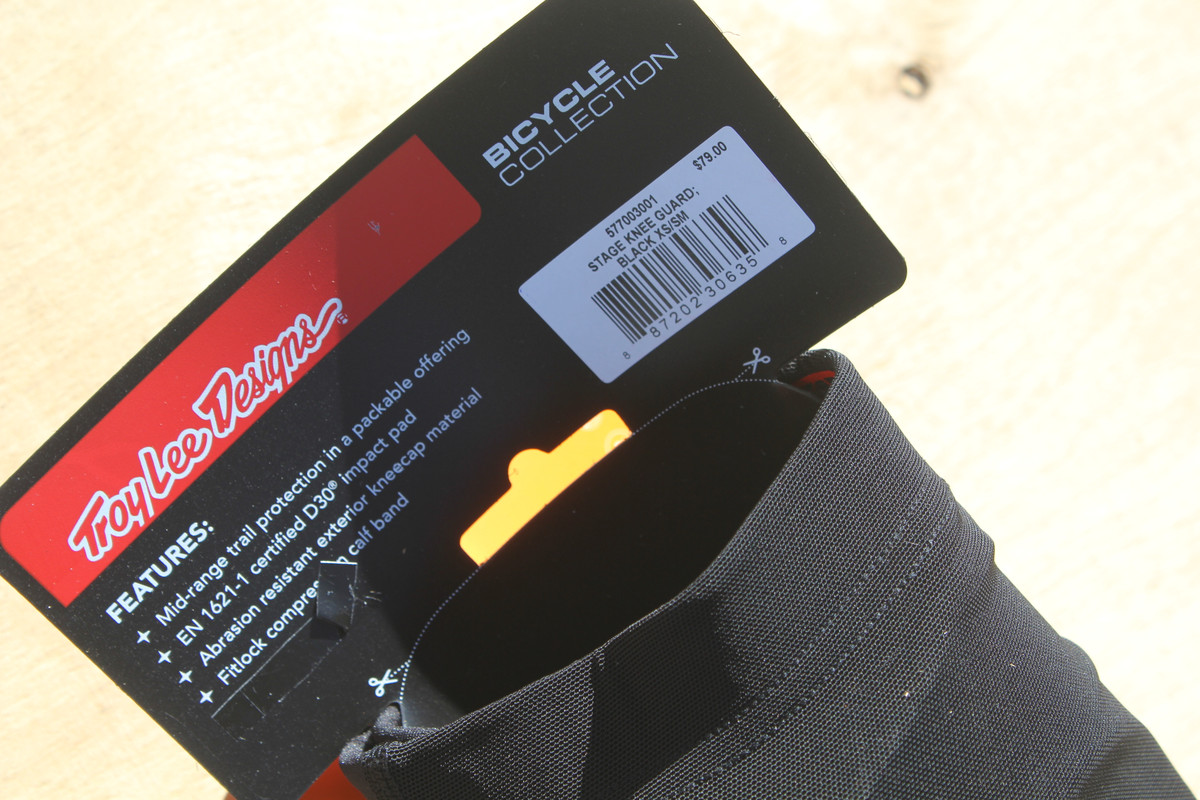 BICYCLE
COLLECTION
$79.00
577003001
STAGE KNEE GUARD;
BLACK XS/SM
8 87202 30635 8
Troy Lee Designs®
FEATURES:
Mid-range trail protection in a packable offering
EN 1621-1 certified D30® impact pad
Abrasion resistant exterior kneecap material
Fitlock calf band